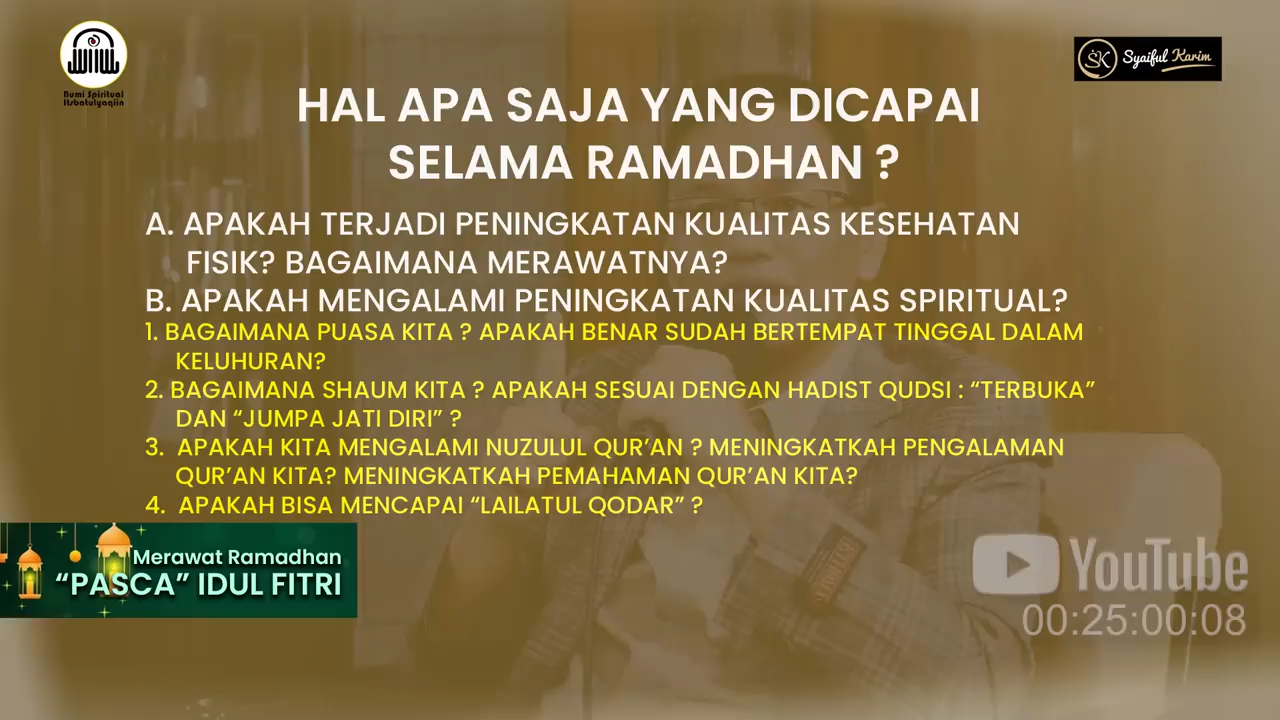 Bumi Spiritual
Itsbatulyaqiin
SK Syaiful Karim
HAL APA SAJA YANG DICAPAI
SELAMA RAMADHAN ?
A. APAKAH TERJADI PENINGKATAN KUALITAS KESEHATAN
FISIK? BAGAIMANA MERAWATNYA?
B. APAKAH MENGALAMI PENINGKATAN KUALITAS SPIRITUAL?
1. BAGAIMANA PUASA KITA ? APAKAH BENAR SUDAH BERTEMPAT TINGGAL DALAM
KELUHURAN?
2. BAGAIMANA SHAUM KITA ? APAKAH SESUAI DENGAN HADIST QUDSI : “TERBUKA”
DAN “JUMPA JATI DIRI” ?
3. APAKAH KITA MENGALAMI NUZULUL QUR’AN ? MENINGKATKAH PENGALAMAN
QUR’AN KITA? MENINGKATKAH PEMAHAMAN QUR’AN KITA?
4. APAKAH BISA MENCAPAI “LAILATUL QODAR” ?
Merawat Ramadhan
“PASCA” IDUL FITRI
YouTube
00:25:00:08